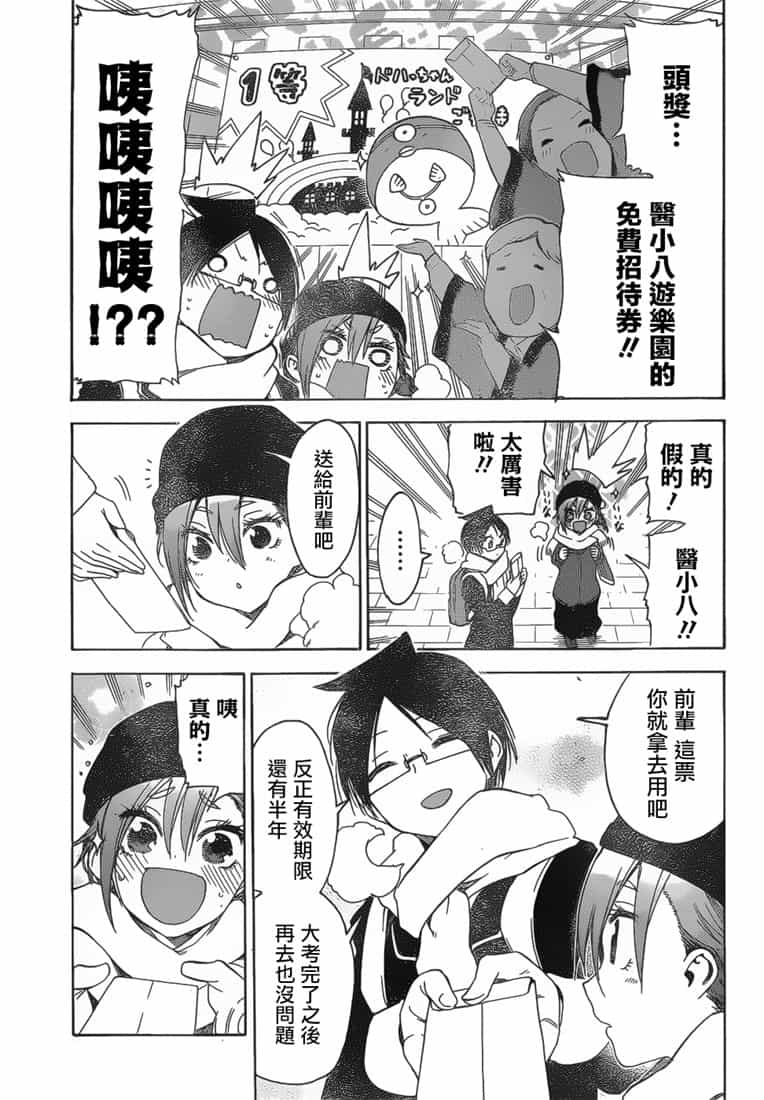 頭獎…
醫小八遊樂園的
免費招待券!!
1等
ドハっちゃん
ランド
咦咦咦咦
!??
真的
假的!
醫小八!!
太厲害
啦!!
……
送給前輩吧
前輩 這票
你就拿去用吧
反正有效期限
還有半年
大考完了之後
再去也沒問題
咦
真的…